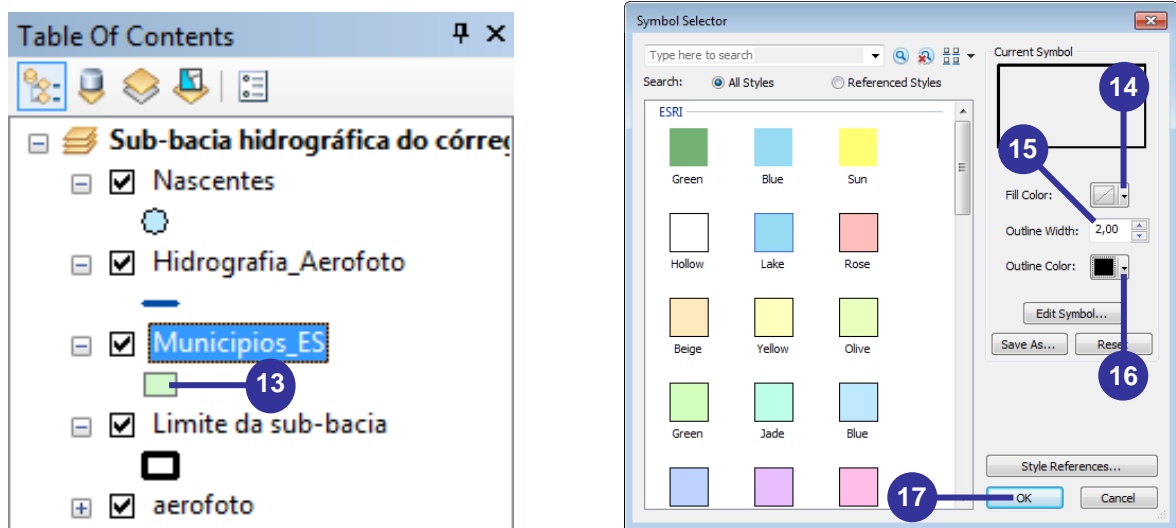 Table Of Contents
Sub-bacia hidrográfica do córreg
Nascentes
Hidrografia_Aerofoto
Municipios_ES
13
Limite da sub-bacia
aerofoto
Symbol Selector
Type here to search
Search: All Styles Referenced Styles
ESRI
Green Blue Sun
Hollow Lake Rose
Beige Yellow Olive
Green Jade Blue
Current Symbol
14
15
Fill Color:
Outline Width: 2,00
Outline Color:
Edit Symbol...
Save As... Reset
16
Style References...
17
OK Cancel